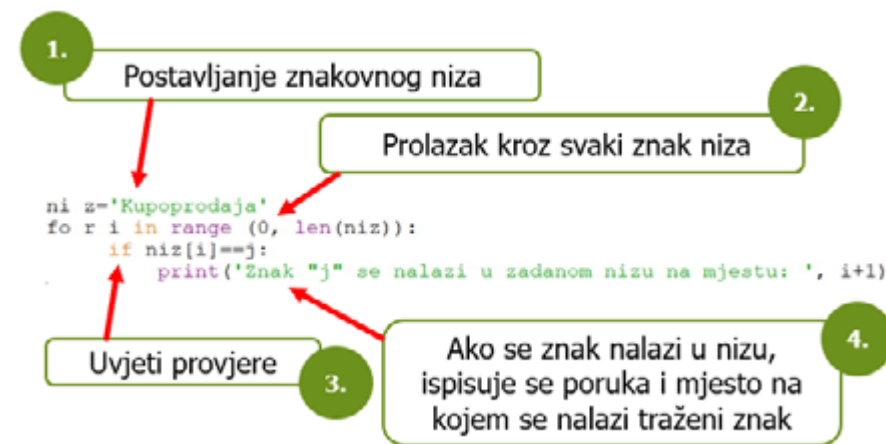 1.
Postavljanje znakovnog niza
2.
Prolazak kroz svaki znak niza
ni z='Kupoprodaja'
fo r i in range (0, len(niz)):
if niz[i]==j:
print('Znak "j" se nalazi u zadanom nizu na mjestu: ', i+1)
Uvjeti provjere
3.
Ako se znak nalazi u nizu,
ispisuje se poruka i mjesto na
kojem se nalazi traženi znak
4.